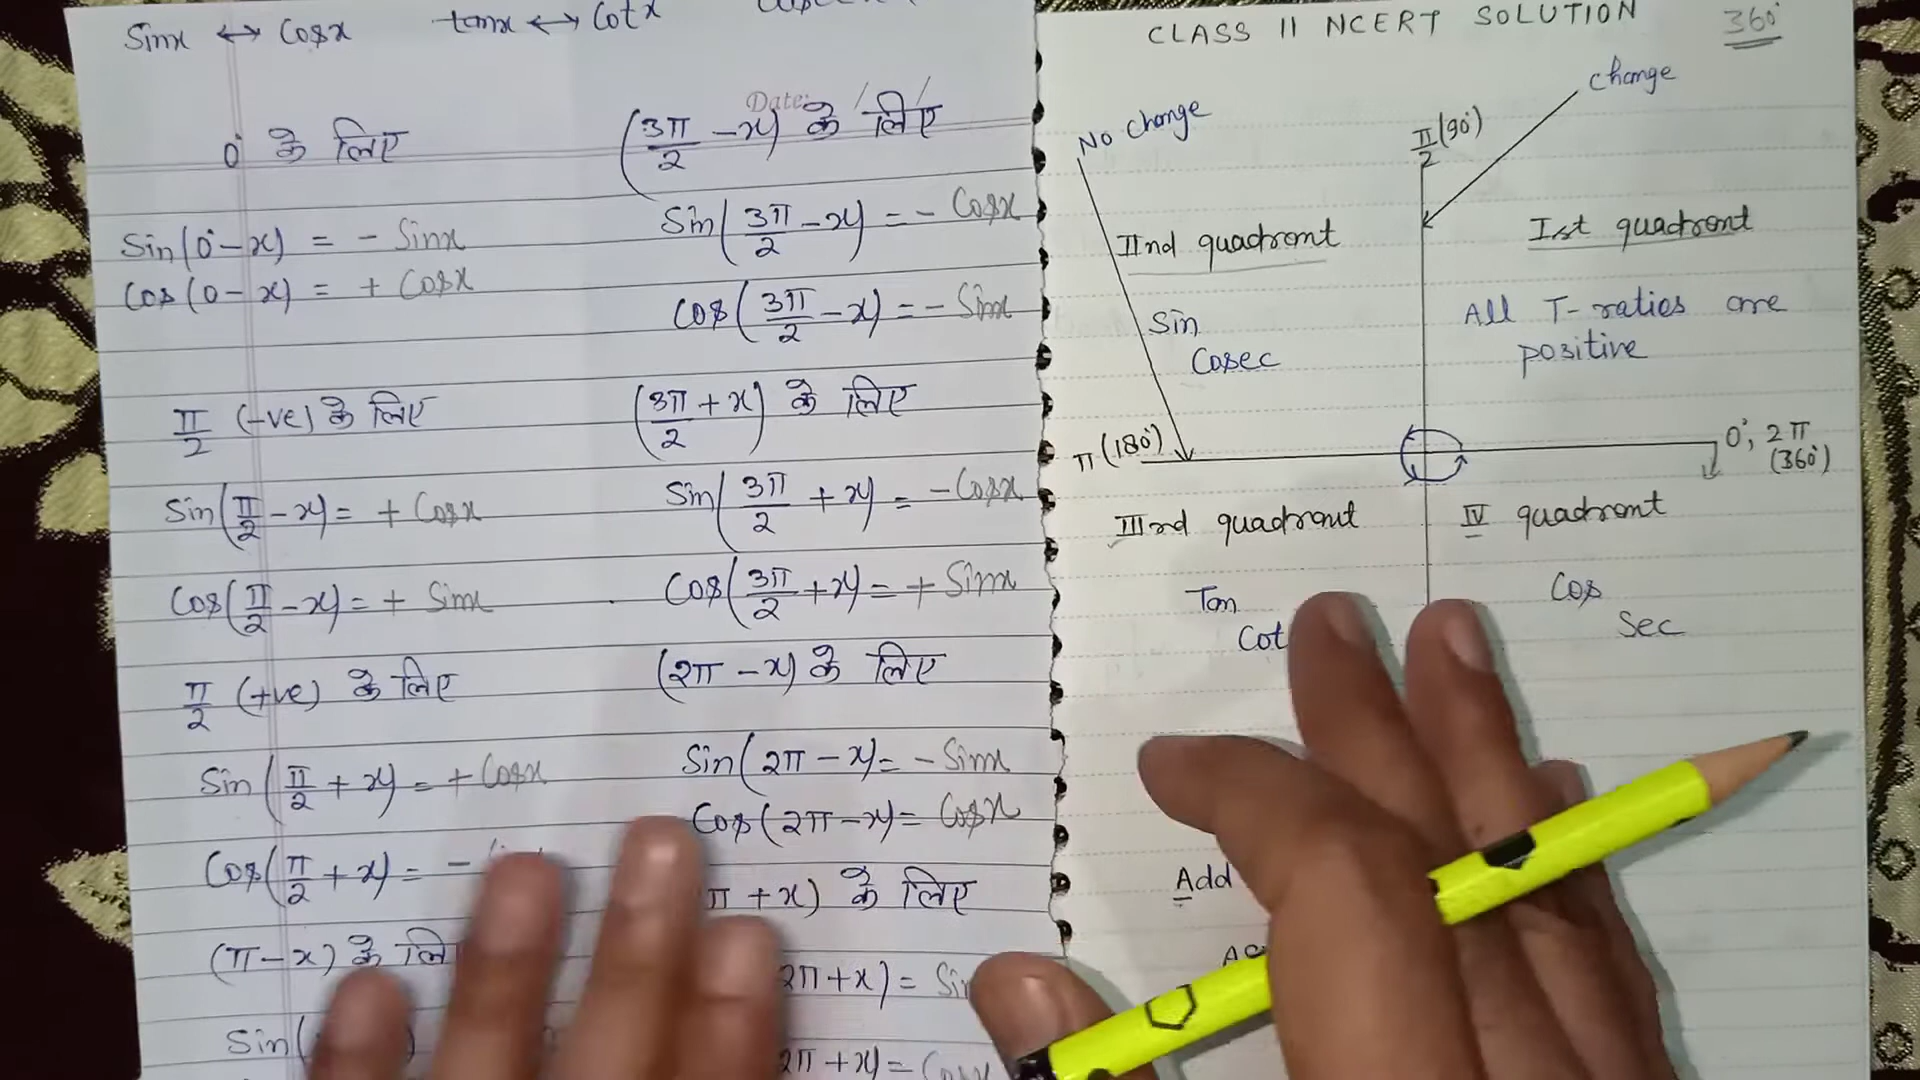 Sinx ↔ Cosx tanx ↔ Cotx
0° के लिए
Sin(0°-x) = - Sinx
Cos(0-x) = + Cosx
π/2 (-ve) के लिए
Sin(π/2 - x) = + Cosx
Cos(π/2 - x) = + Sinx
π/2 (+ve) के लिए
Sin(π/2 + x) = + Cosx
Cos(π/2 + x) = -
(π - x) के
Sin(
Date: / /
(3π/2 - x) के लिए
Sin(3π/2 - x) = - Cosx
Cos(3π/2 - x) = - Sinx
(3π/2 + x) के लिए
Sin(3π/2 + x) = - Cosx
Cos(3π/2 + x) = + Sinx
(2π - x) के लिए
Sin(2π - x) = - Sinx
Cos(2π - x) = Cosx
π + x) के लिए
2π + x) = Sin
2π + x) = Cosx
CLASS 11 NCERT SOLUTION 360°
Change
No Change
π/2 (90°)
IInd quadrant
Ist quadrant
Sin
Cosec
All T-ratios are
positive
π (180°)
0°, 2π
(360°)
IIIrd quadrant
IV quadrant
Tan
Cot
Cos
Sec
Add